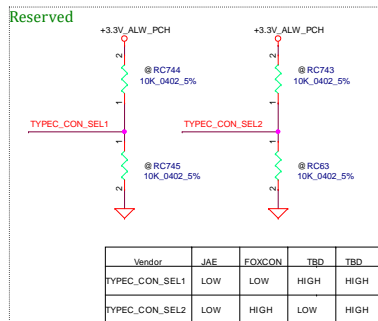 Reserved
+3.3V_ALW_PCH +3.3V_ALW_PCH
2 2
@RC744 @RC743
10K_0402_5% 10K_0402_5%
1 1
TYPEC_CON_SEL1 TYPEC_CON_SEL2
1 1
@RC745 @RC63
10K_0402_5% 10K_0402_5%
2 2
Vendor JAE FOXCON TBD TBD
TYPEC_CON_SEL1 LOW LOW HIGH HIGH
TYPEC_CON_SEL2 LOW HIGH LOW HIGH